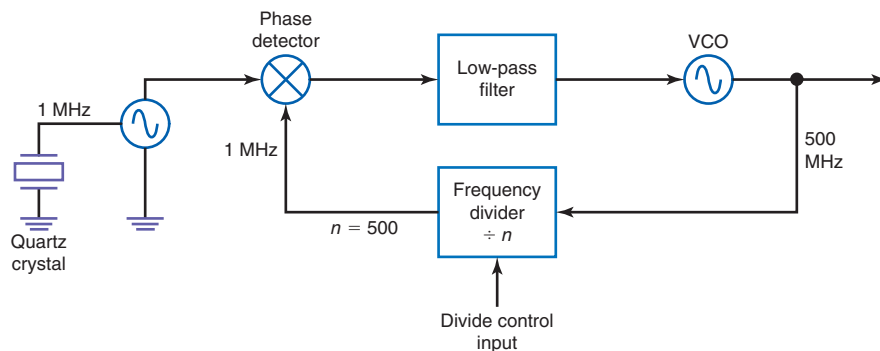 Phase
detector
VCO
Low-pass
filter
1 MHz
1 MHz
500
MHz
Frequency
divider
÷ n
n = 500
Quartz
crystal
Divide control
input